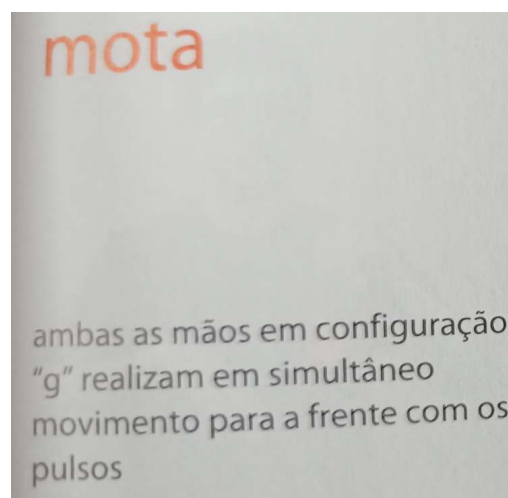 mota
ambas as mãos em configuração
“g” realizam em simultâneo
movimento para a frente com os
pulsos